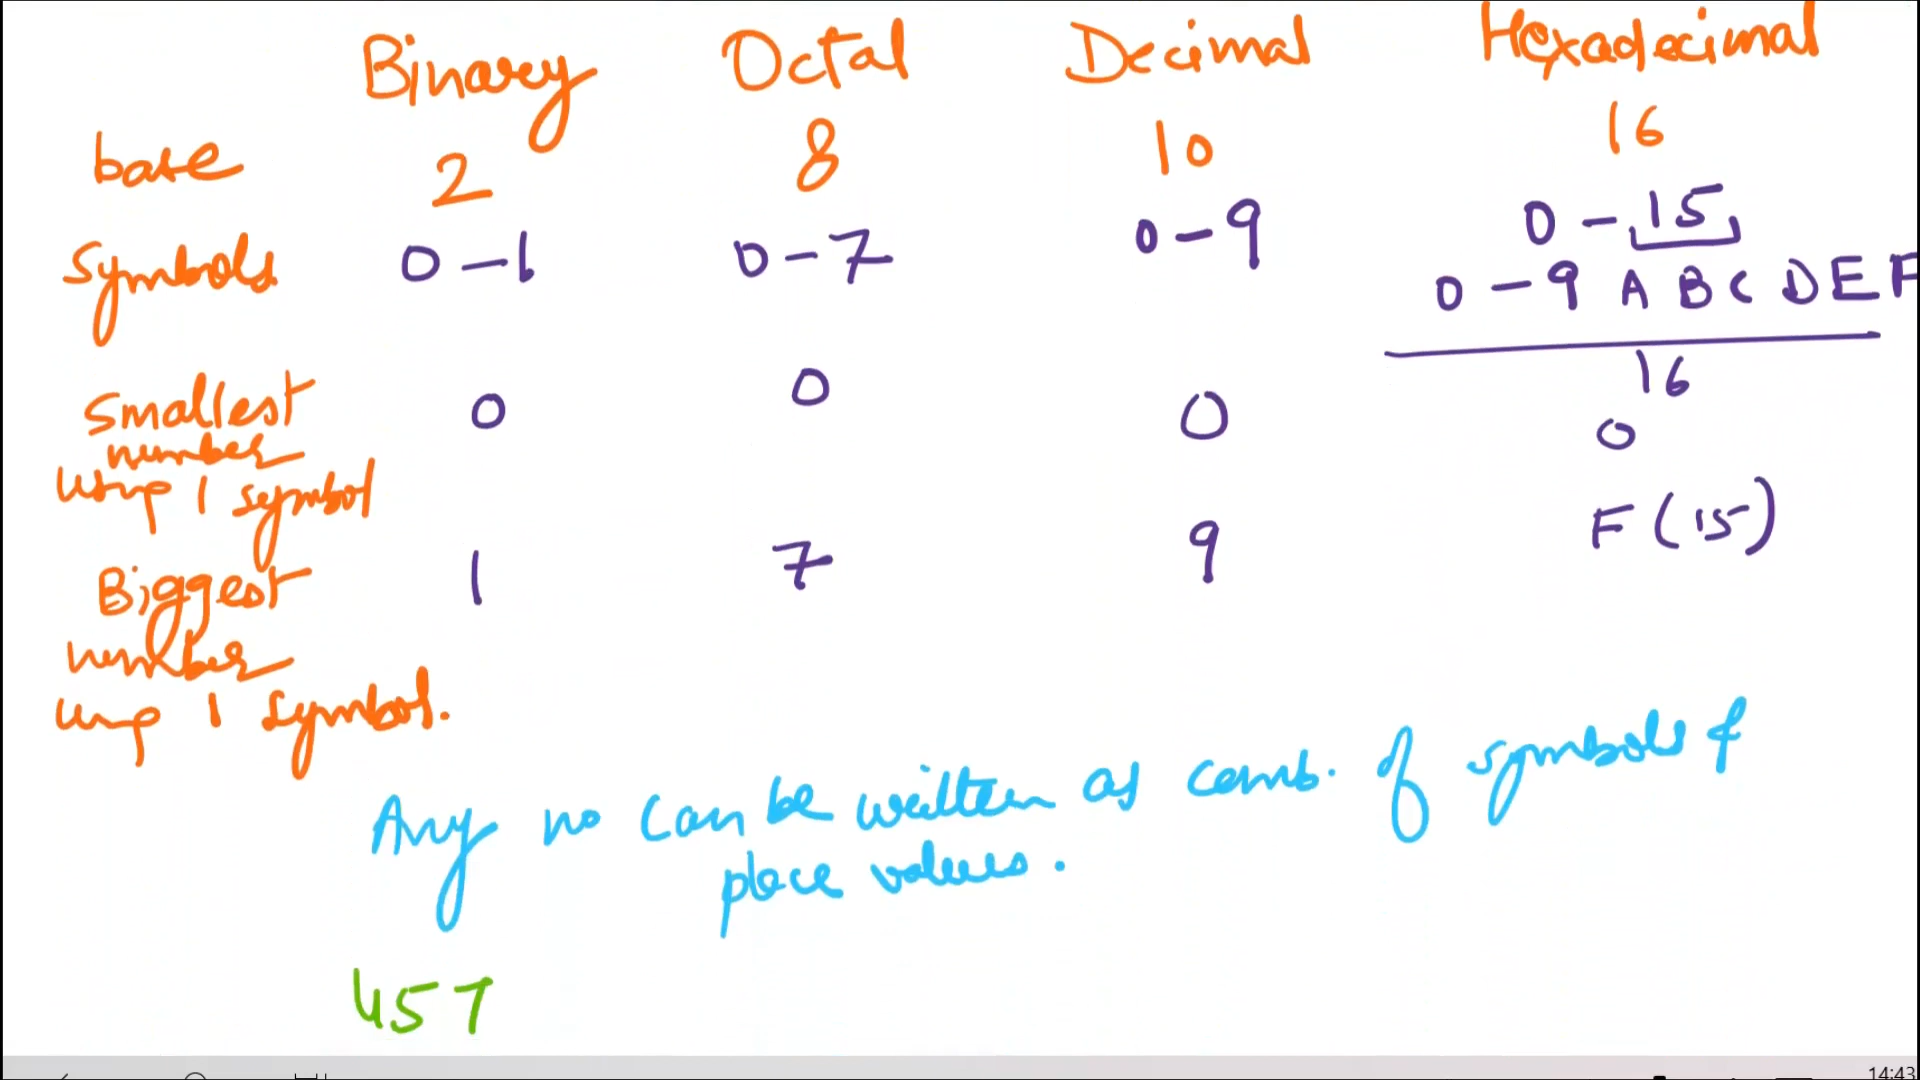 Binary Octal Decimal Hexadecimal
base 2 8 10 16
Symbols 0-1 0-7 0-9 0-15
0-9 A B C D E F
16
Smallest 0 0 0 0
number
using 1 symbol
Biggest 1 7 9 F (15)
number
using 1 symbol.
Any no can be written as comb. of symbols &
place values.
457
14:43